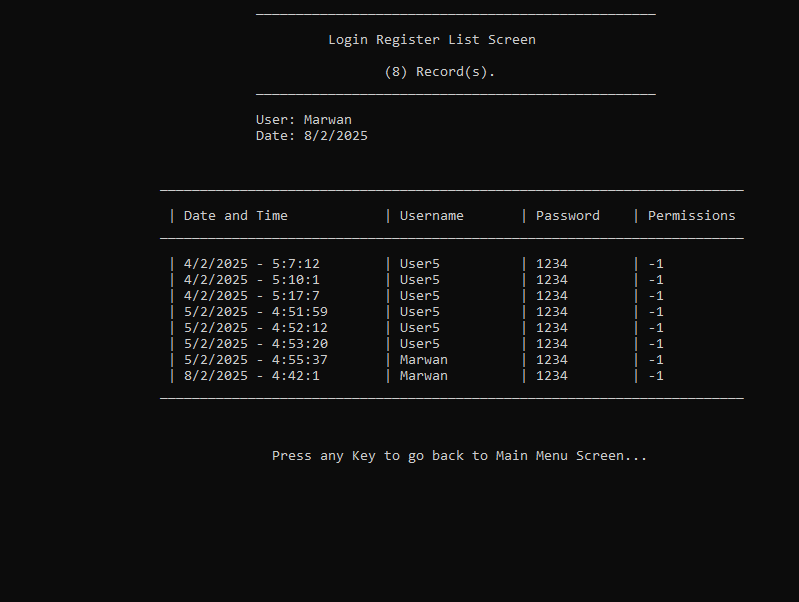 Login Register List Screen
(8) Record(s).
User: Marwan
Date: 8/2/2025
| Date and Time | Username | Password | Permissions
| 4/2/2025 - 5:7:12 | User5 | 1234 | -1
| 4/2/2025 - 5:10:1 | User5 | 1234 | -1
| 4/2/2025 - 5:17:7 | User5 | 1234 | -1
| 5/2/2025 - 4:51:59 | User5 | 1234 | -1
| 5/2/2025 - 4:52:12 | User5 | 1234 | -1
| 5/2/2025 - 4:53:20 | User5 | 1234 | -1
| 5/2/2025 - 4:55:37 | Marwan | 1234 | -1
| 8/2/2025 - 4:42:1 | Marwan | 1234 | -1
Press any Key to go back to Main Menu Screen...